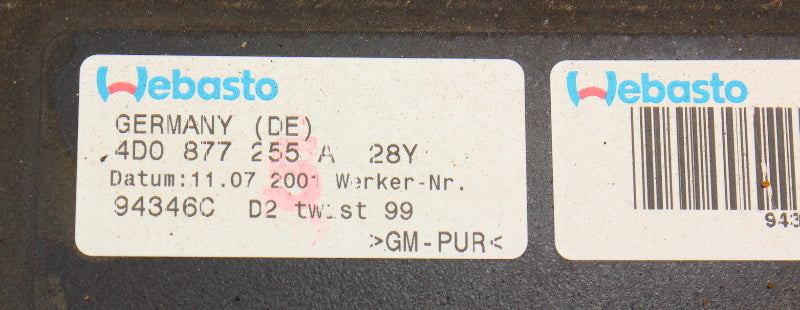 Webasto
GERMANY (DE)
4D0 877 255 A 28Y
Datum:11.07 2001 Werker-Nr.
94346C D2 twist 99
>GM-PUR<
Webasto
943